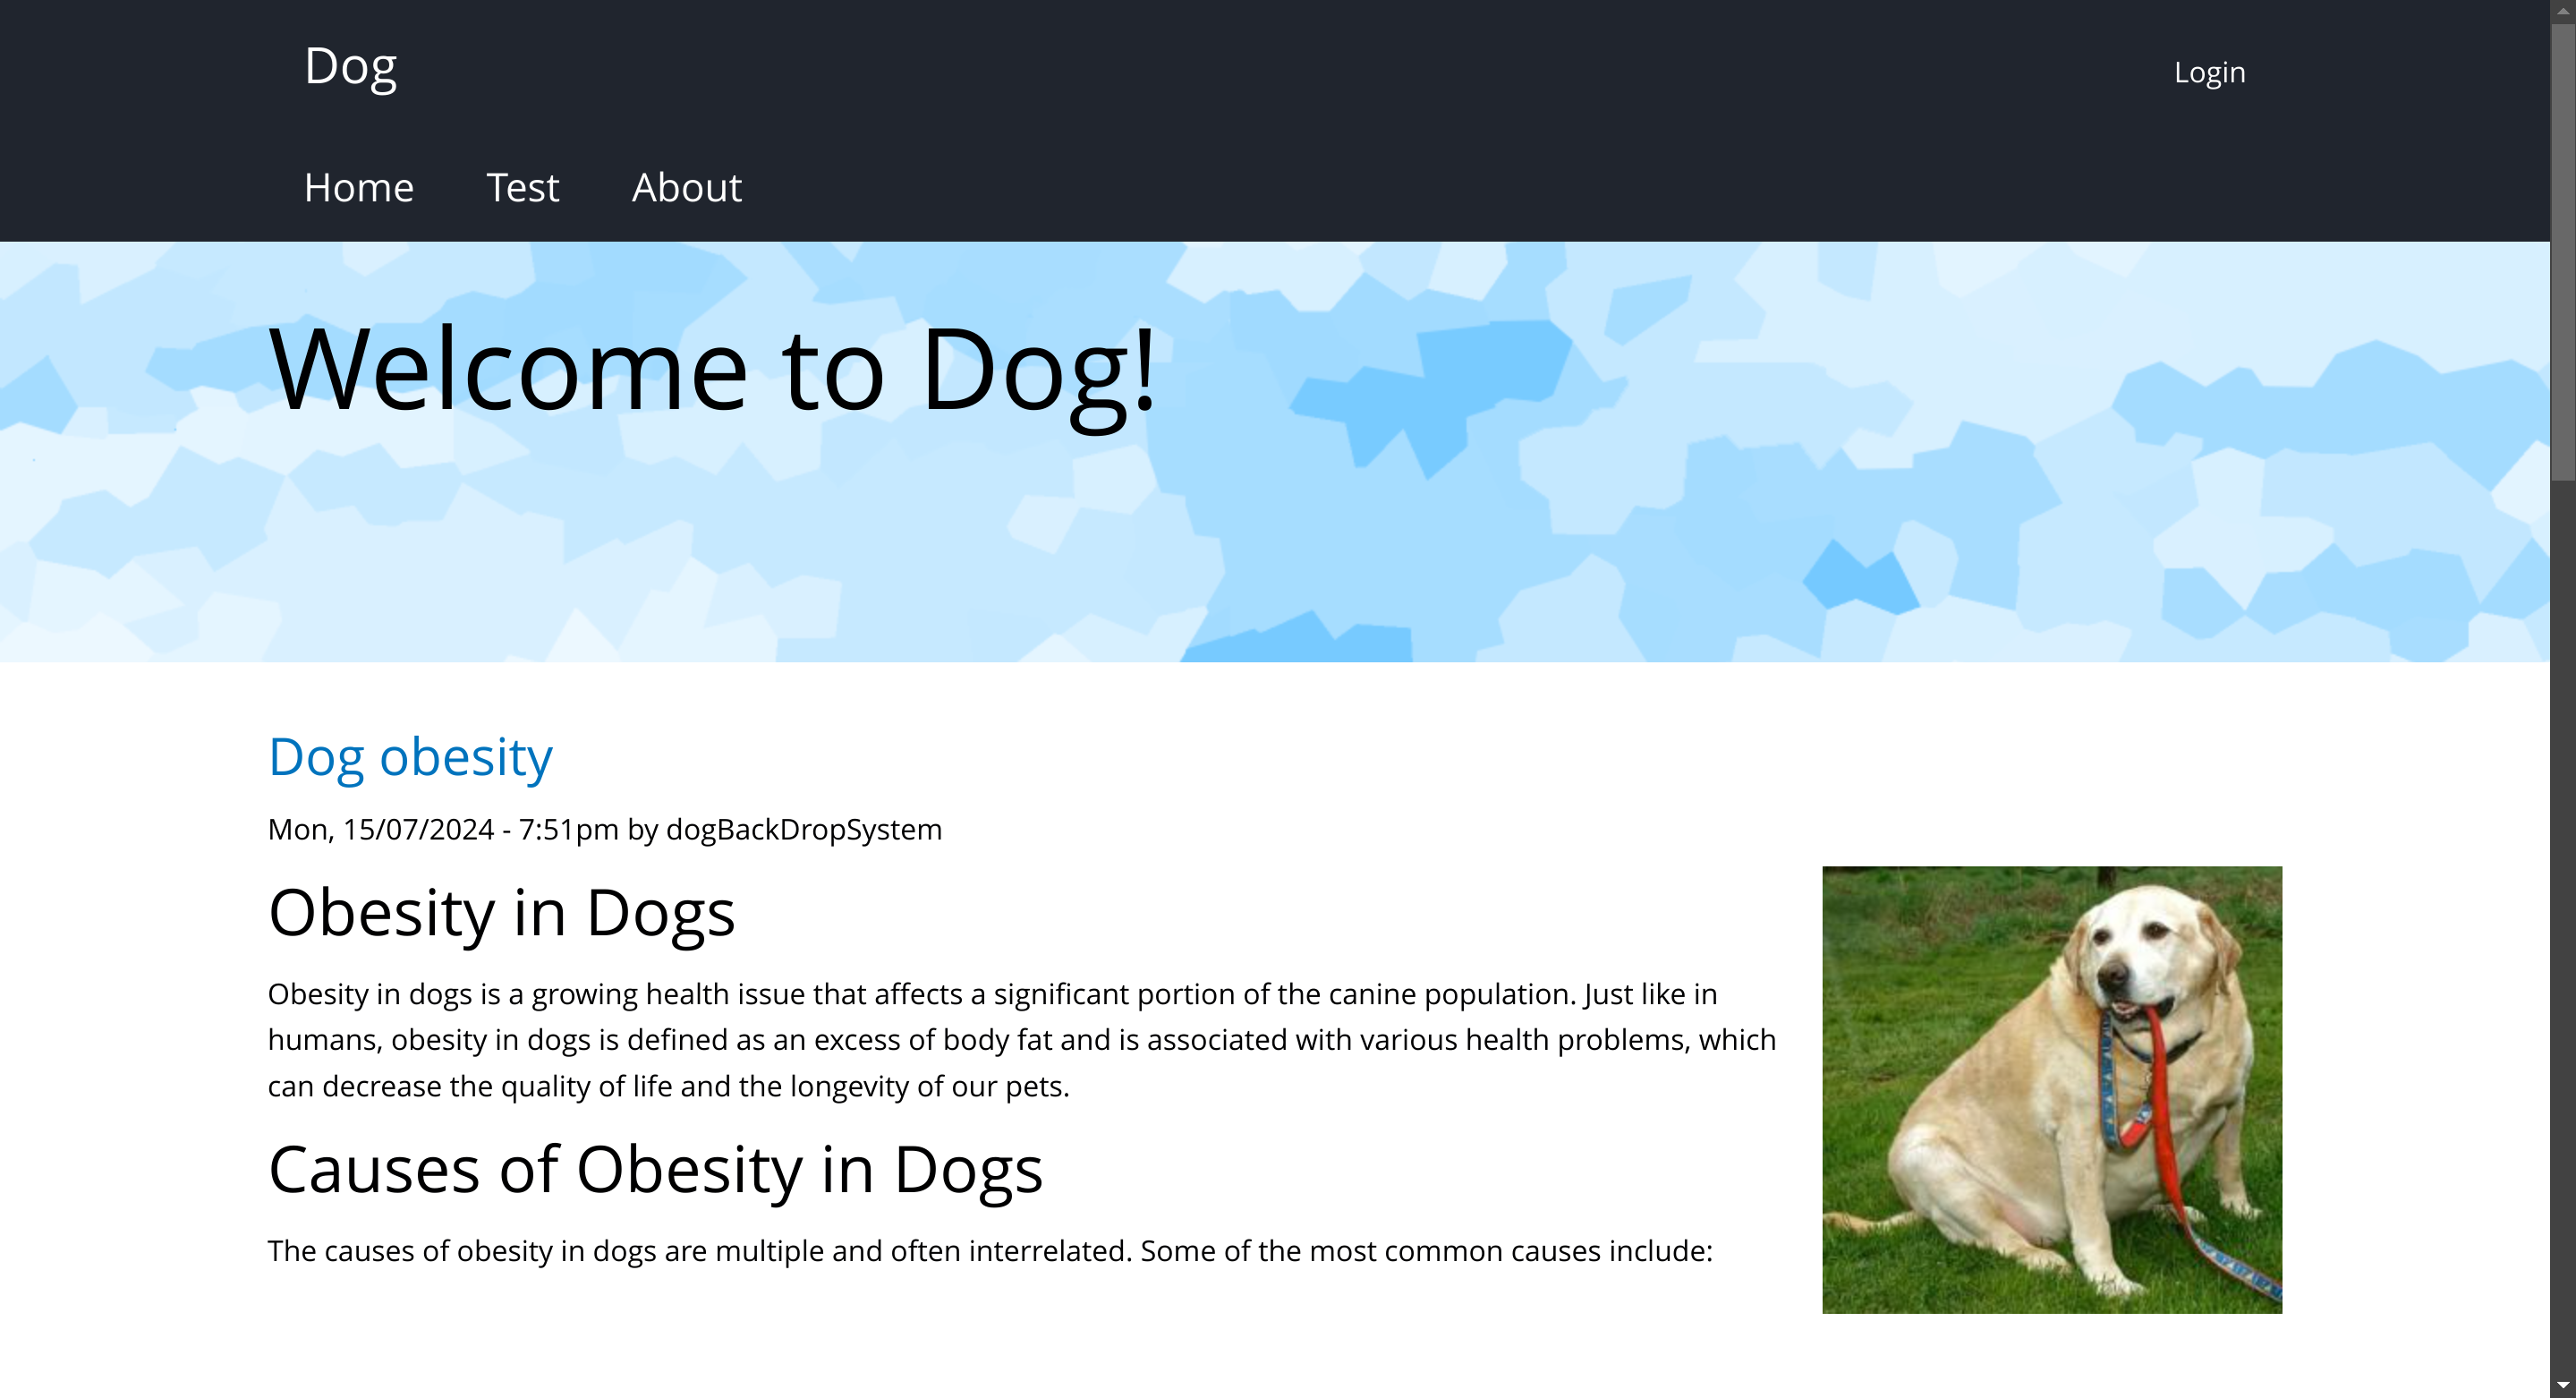 Dog
Login
Home Test About
Welcome to Dog!
Dog obesity
Mon, 15/07/2024 - 7:51pm by dogBackDropSystem
Obesity in Dogs
Obesity in dogs is a growing health issue that affects a significant portion of the canine population. Just like in
humans, obesity in dogs is defined as an excess of body fat and is associated with various health problems, which
can decrease the quality of life and the longevity of our pets.
Causes of Obesity in Dogs
The causes of obesity in dogs are multiple and often interrelated. Some of the most common causes include: